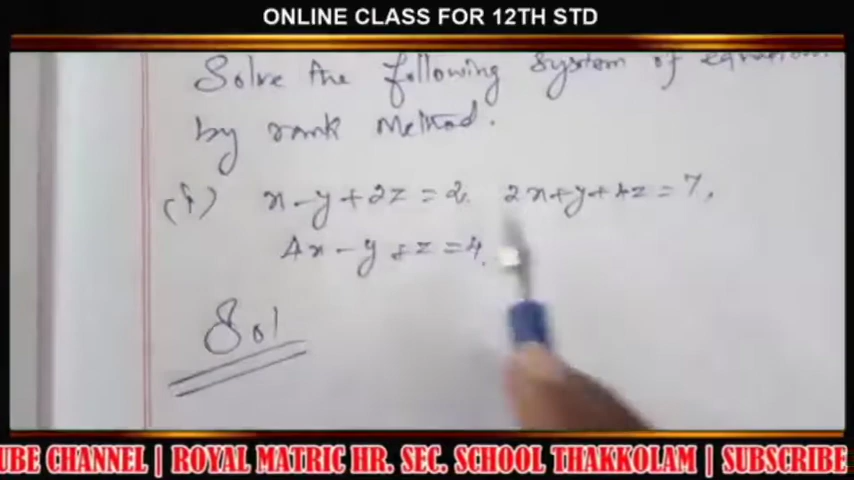 ONLINE CLASS FOR 12TH STD
Solve the following system of equation
by rank Method.
(i) x-y+2z=2. 2x+y+4z=7,
4x-y+z=4.
Sol
UBE CHANNEL | ROYAL MATRIC HR. SEC. SCHOOL THAKKOLAM | SUBSCRIBE